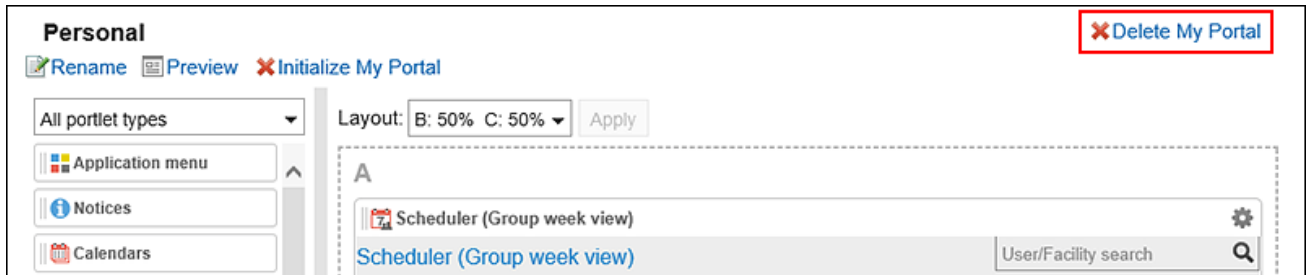 Personal
Delete My Portal
Rename Preview Initialize My Portal
All portlet types
Layout: B: 50% C: 50% Apply
Application menu
A
Notices
Scheduler (Group week view)
Calendars
Scheduler (Group week view)
User/Facility search